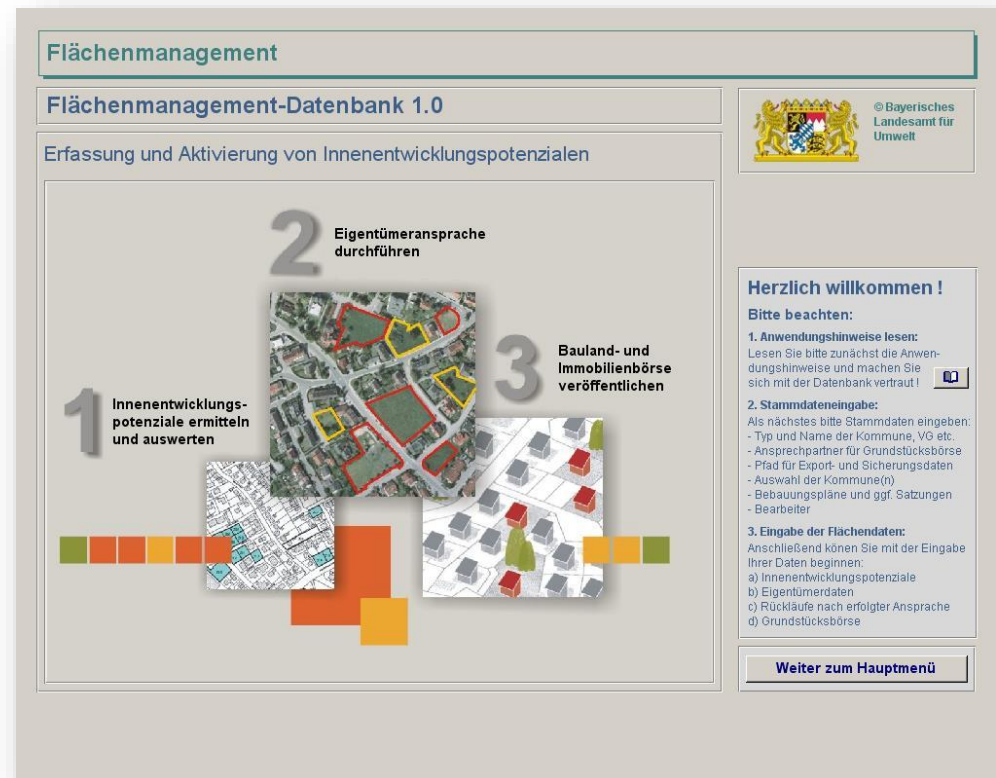 Flächenmanagement
Flächenmanagement-Datenbank 1.0
© Bayerisches
Landesamt für
Umwelt
Erfassung und Aktivierung von Innenentwicklungspotenzialen
2
Eigentümeransprache
durchführen
3
Bauland- und
Immobilienbörse
veröffentlichen
1
Innenentwicklungs-
potenziale ermitteln
und auswerten
Herzlich willkommen !
Bitte beachten:
1. Anwendungshinweise lesen:
Lesen Sie bitte zunächst die Anwen-
dungshinweise und machen Sie
sich mit der Datenbank vertraut !
2. Stammdateneingabe:
Als nächstes bitte Stammdaten eingeben:
- Typ und Name der Kommune, VG etc.
- Ansprechpartner für Grundstücksbörse
- Pfad für Export- und Sicherungsdaten
- Auswahl der Kommune(n)
- Bebauungspläne und ggf. Satzungen
- Bearbeiter
3. Eingabe der Flächendaten:
Anschließend könen Sie mit der Eingabe
Ihrer Daten beginnen:
a) Innenentwicklungspotenziale
b) Eigentümerdaten
c) Rückläufe nach erfolgter Ansprache
d) Grundstücksbörse
Weiter zum Hauptmenü